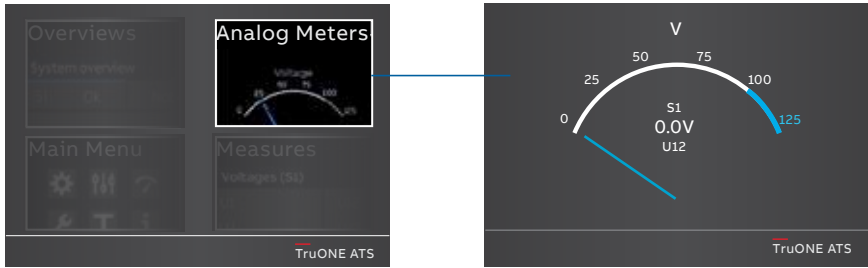 Overviews
System overview
Analog Meters
Voltage
0
25
50
75
100
125
Main Menu
Measures
Voltages (S1)
TruONE ATS
V
0
25
50
75
100
125
S1
0.0V
U12
TruONE ATS